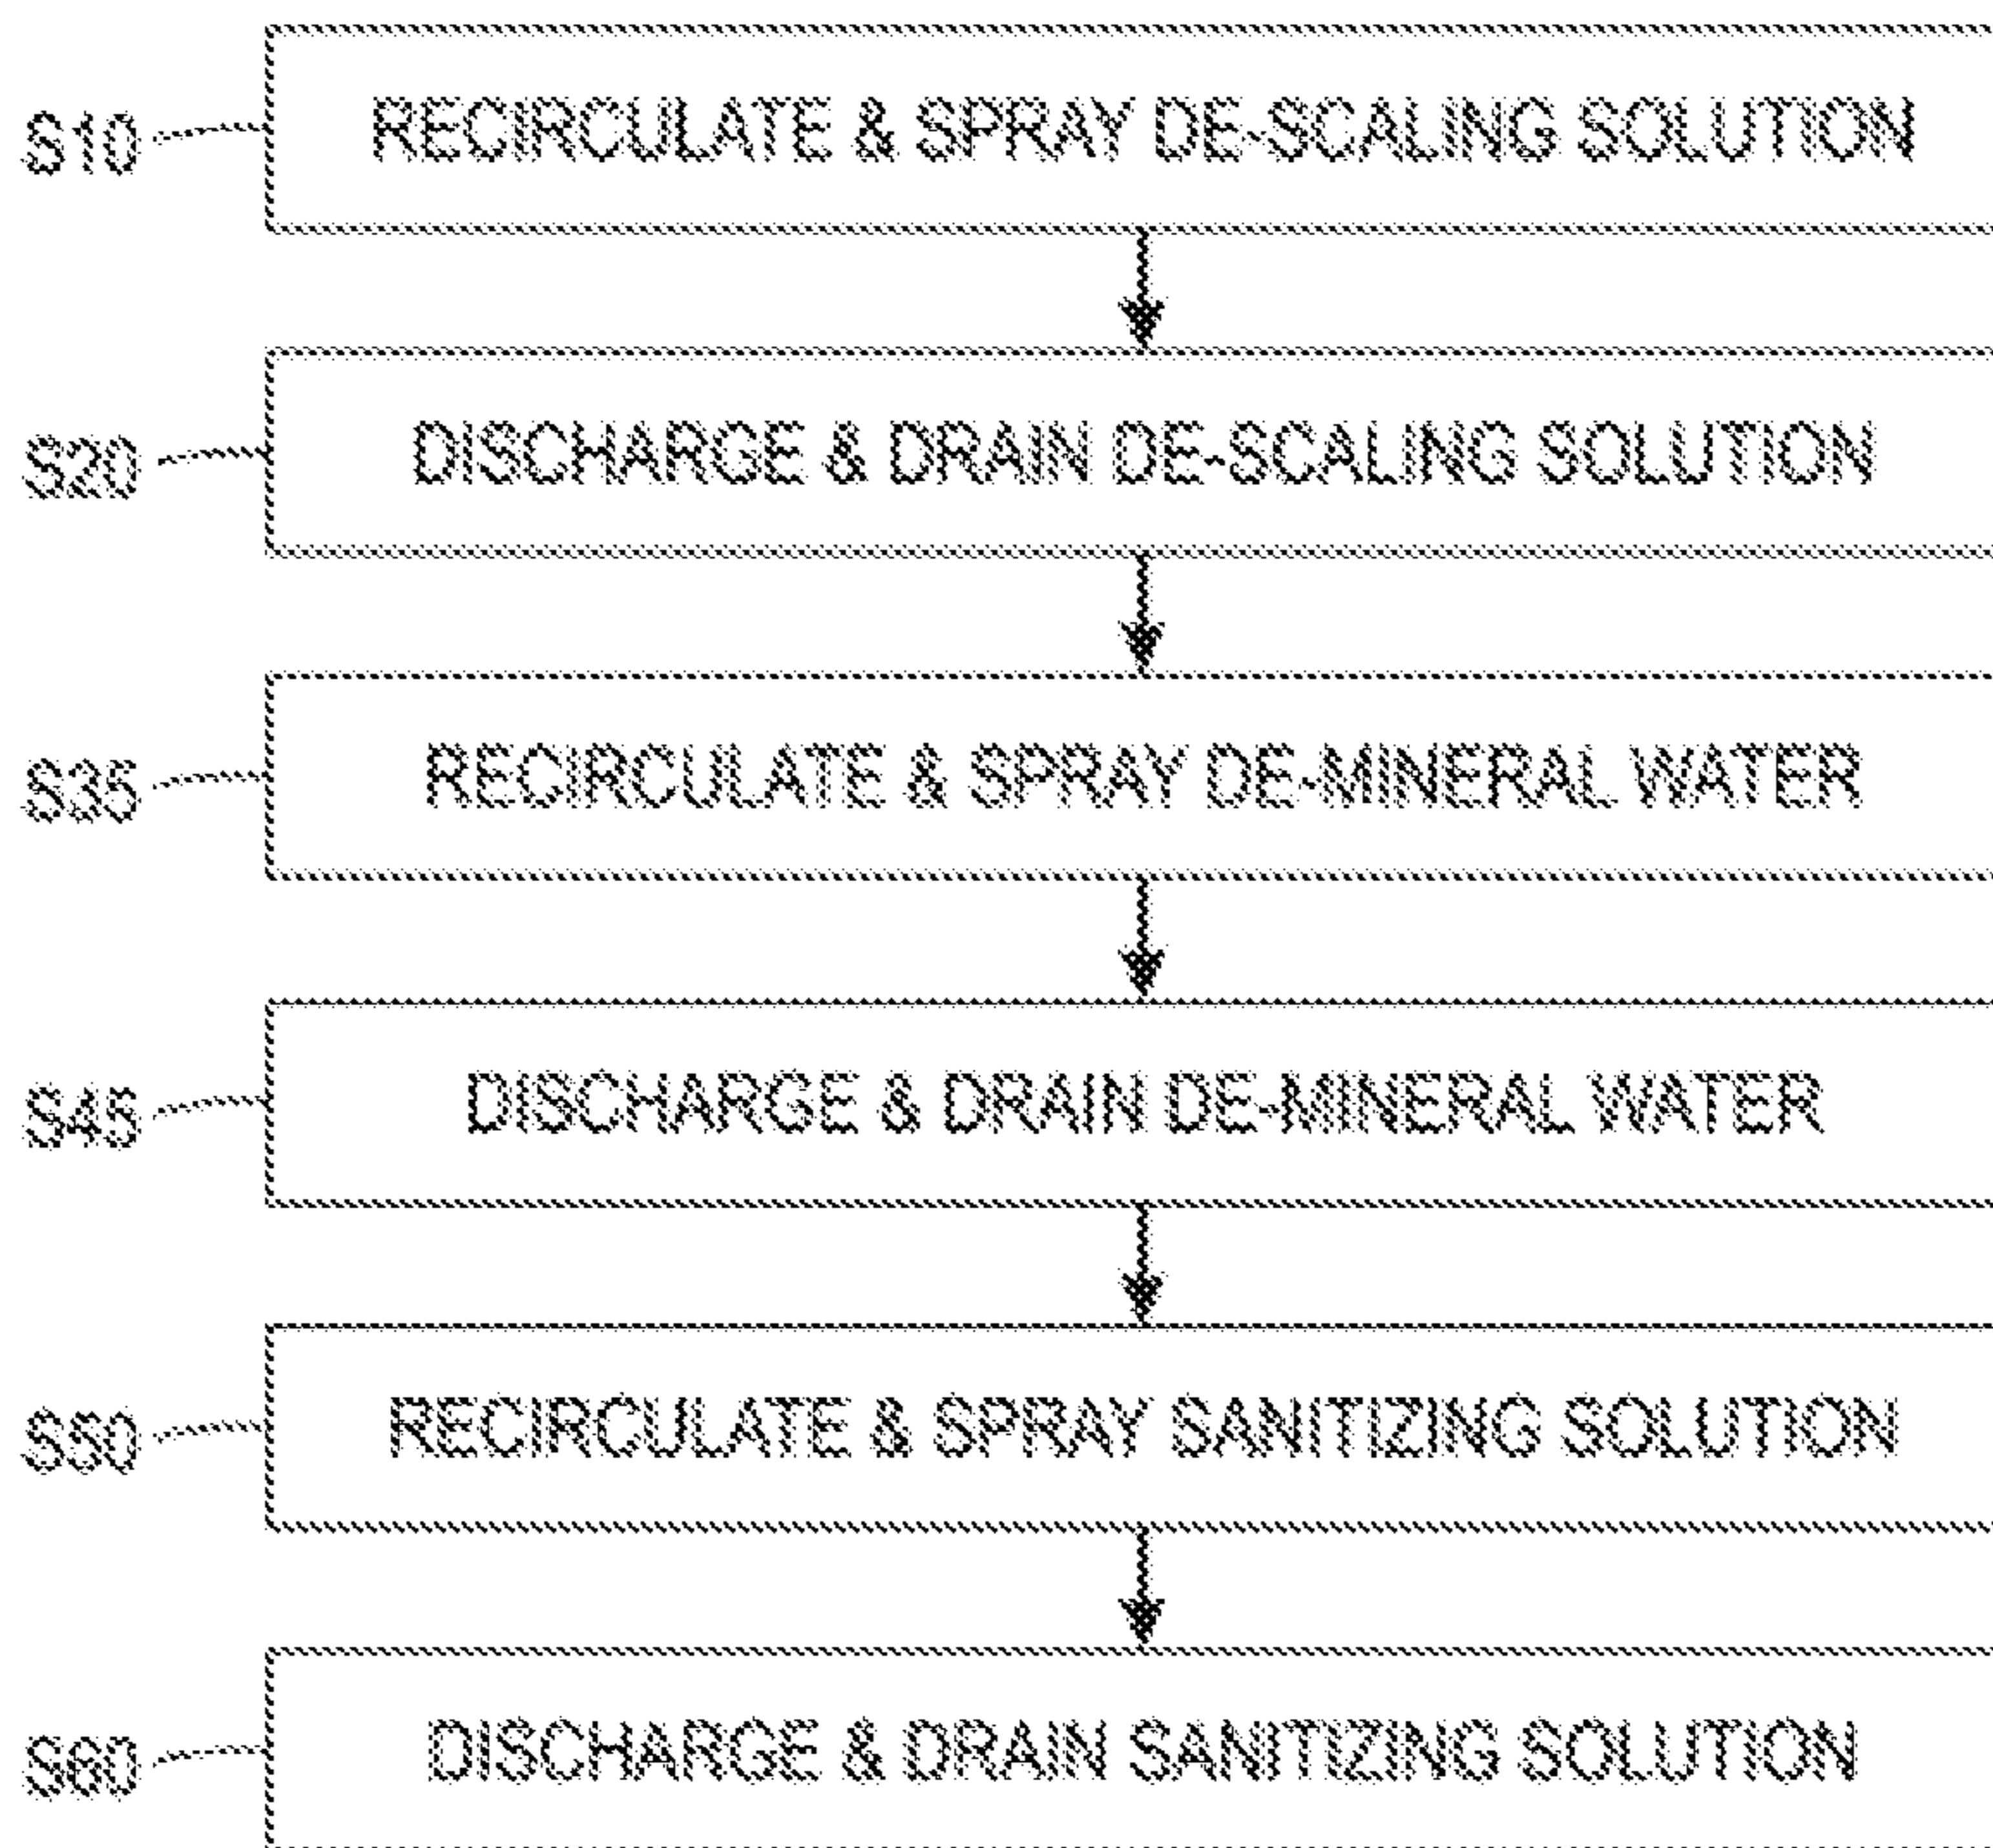 S10 RECIRCULATE & SPRAY DE-SCALING SOLUTION
S20 DISCHARGE & DRAIN DE-SCALING SOLUTION
S35 RECIRCULATE & SPRAY DE-MINERAL WATER
S45 DISCHARGE & DRAIN DE-MINERAL WATER
S50 RECIRCULATE & SPRAY SANITIZING SOLUTION
S60 DISCHARGE & DRAIN SANITIZING SOLUTION